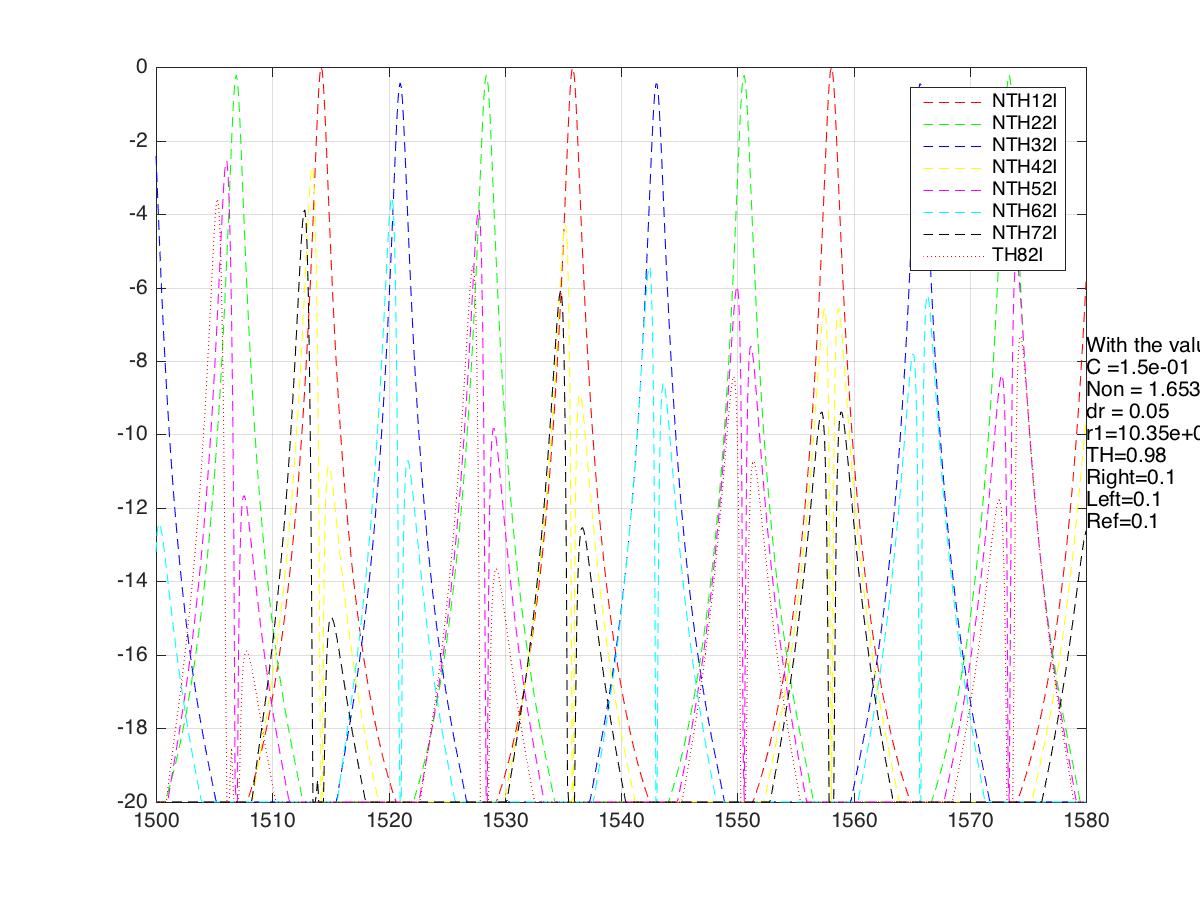 0
-2
-4
-6
-8
-10
-12
-14
-16
-18
-20
1500 1510 1520 1530 1540 1550 1560 1570 1580
NTH12I
NTH22I
NTH32I
NTH42I
NTH52I
NTH62I
NTH72I
TH82I
With the valu
C =1.5e-01
Non = 1.653
dr = 0.05
r1=10.35e+0
TH=0.98
Right=0.1
Left=0.1
Ref=0.1